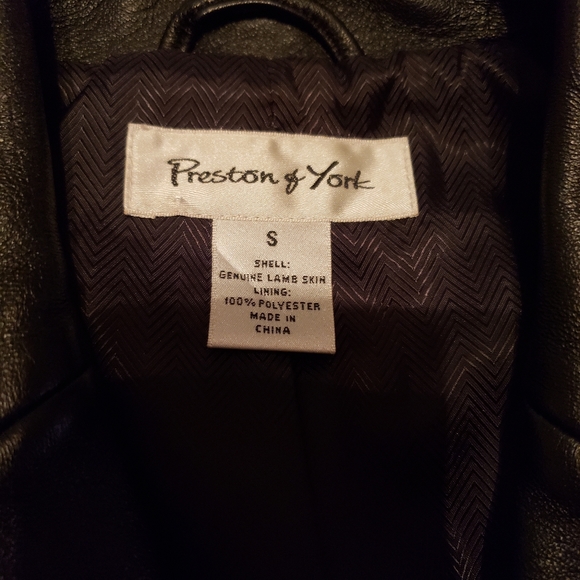 Preston & York
S
SHELL:
GENUINE LAMB SKIN
LINING:
100% POLYESTER
MADE IN
CHINA